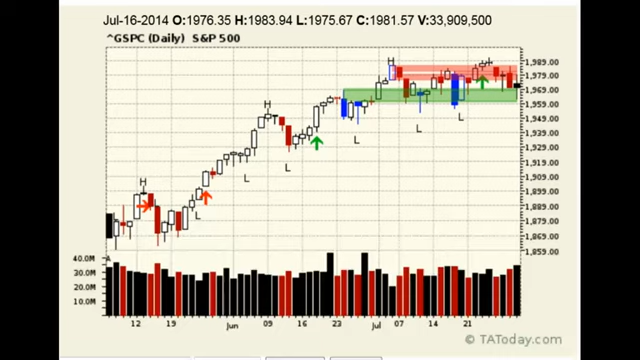 Jul-16-2014 O:1976.35 H:1983.94 L:1975.67 C:1981.57 V:33,909,500
^GSPC (Daily) S&P 500
H
H
H
L
L
L
L
L
L
1,989.00
1,979.00
1,969.00
1,959.00
1,949.00
1,939.00
1,929.00
1,919.00
1,909.00
1,899.00
1,889.00
1,879.00
1,869.00
1,859.00
40.0M
30.0M
20.0M
10.0M
12 19 Jun 09 16 23 Jul 07 14 21
© TAToday.com